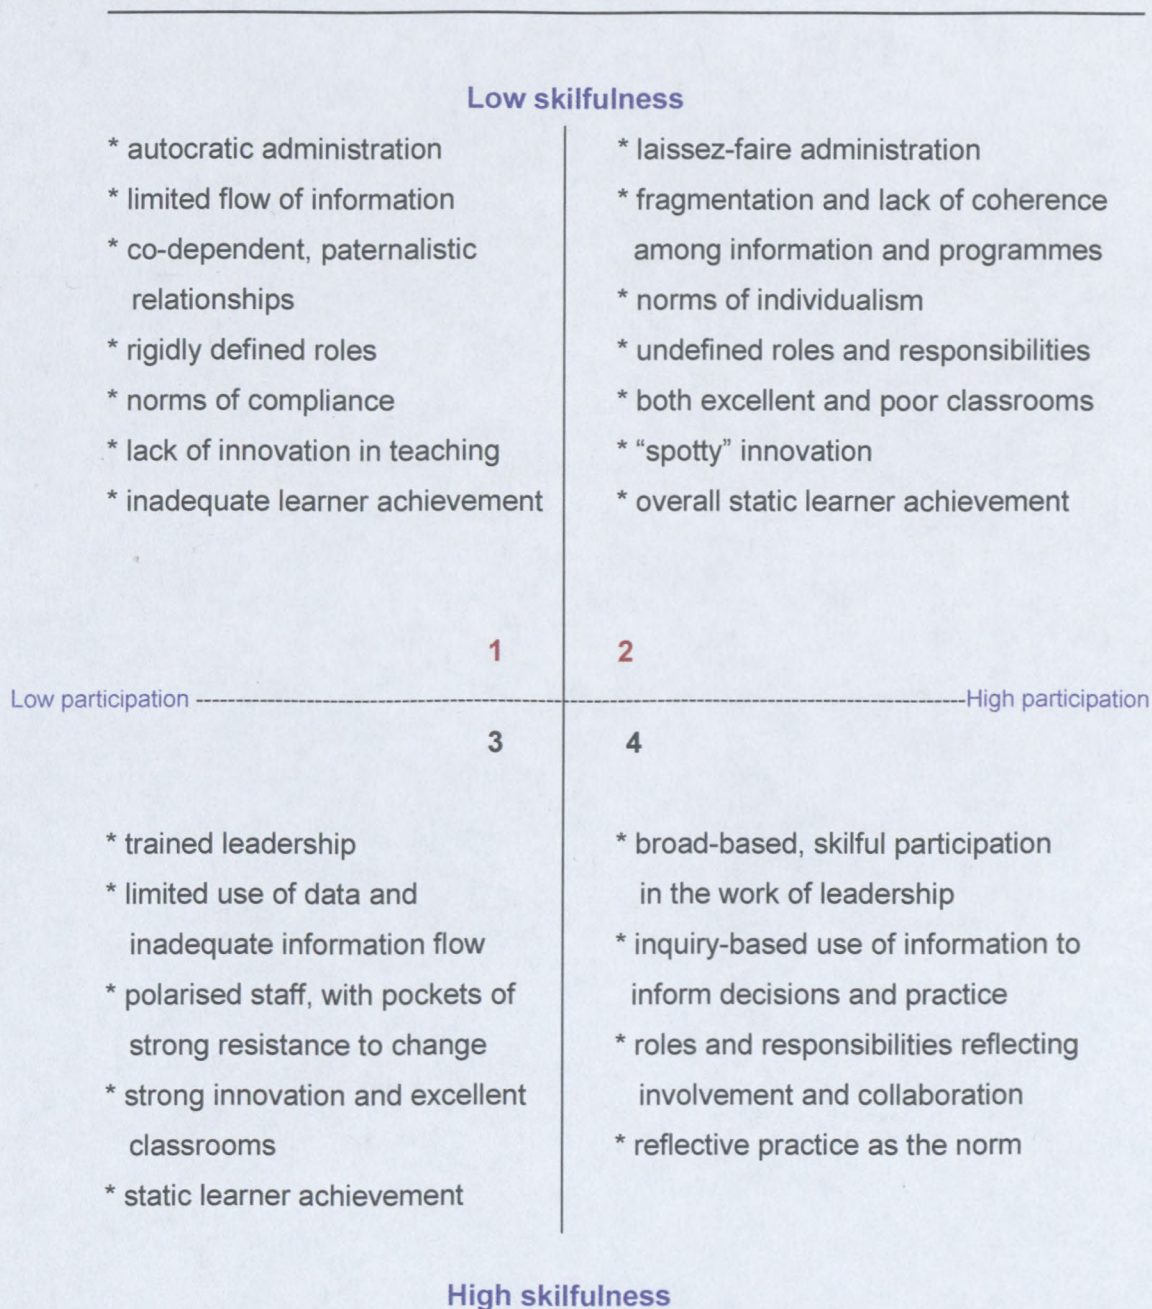 Low skilfulness
* autocratic administration
* limited flow of information
* co-dependent, paternalistic
relationships
* rigidly defined roles
* norms of compliance
* lack of innovation in teaching
* inadequate learner achievement
* laissez-faire administration
* fragmentation and lack of coherence
among information and programmes
* norms of individualism
* undefined roles and responsibilities
* both excellent and poor classrooms
* “spotty” innovation
* overall static learner achievement
1
2
Low participation
High participation
3
4
* trained leadership
* limited use of data and
inadequate information flow
* polarised staff, with pockets of
strong resistance to change
* strong innovation and excellent
classrooms
* static learner achievement
* broad-based, skilful participation
in the work of leadership
* inquiry-based use of information to
inform decisions and practice
* roles and responsibilities reflecting
involvement and collaboration
* reflective practice as the norm
High skilfulness